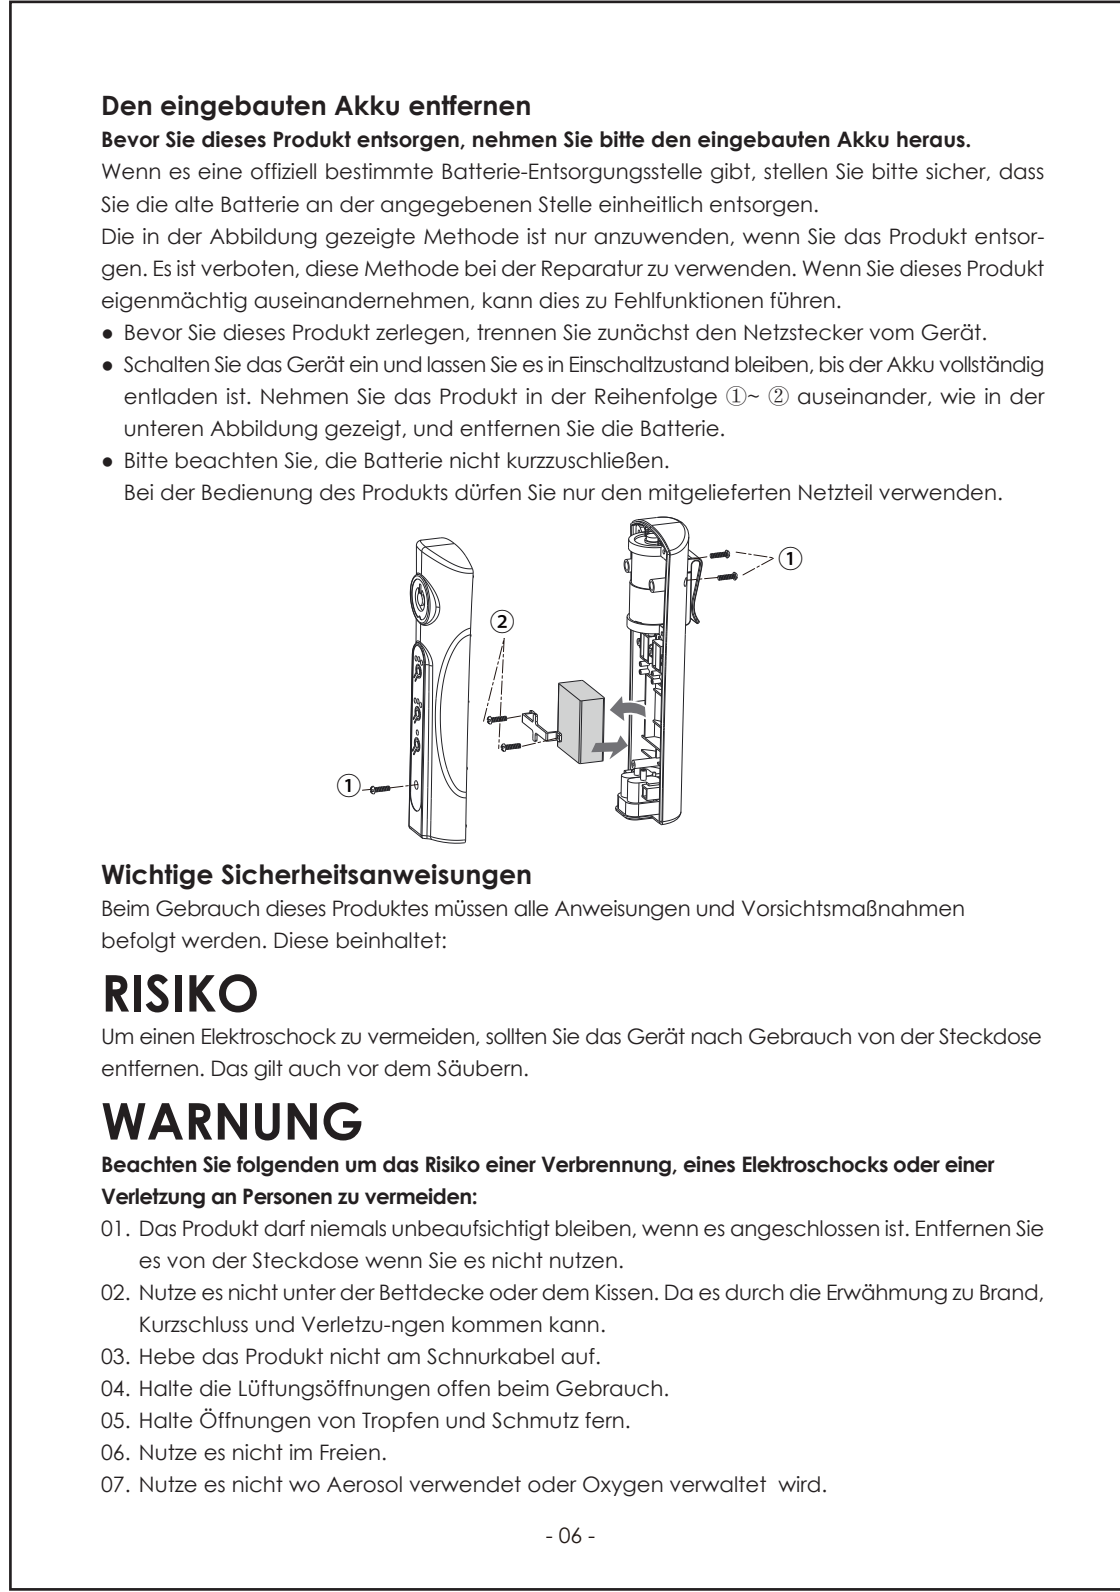 Den eingebauten Akku entfernen
Bevor Sie dieses Produkt entsorgen, nehmen Sie bitte den eingebauten Akku heraus.
Wenn es eine offiziell bestimmte Batterie-Entsorgungsstelle gibt, stellen Sie bitte sicher, dass
Sie die alte Batterie an der angegebenen Stelle einheitlich entsorgen.
Die in der Abbildung gezeigte Methode ist nur anzuwenden, wenn Sie das Produkt entsor-
gen. Es ist verboten, diese Methode bei der Reparatur zu verwenden. Wenn Sie dieses Produkt
eigenmächtig auseinandernehmen, kann dies zu Fehlfunktionen führen.
● Bevor Sie dieses Produkt zerlegen, trennen Sie zunächst den Netzstecker vom Gerät.
● Schalten Sie das Gerät ein und lassen Sie es in Einschaltzustand bleiben, bis der Akku vollständig
entladen ist. Nehmen Sie das Produkt in der Reihenfolge ①~ ② auseinander, wie in der
unteren Abbildung gezeigt, und entfernen Sie die Batterie.
● Bitte beachten Sie, die Batterie nicht kurzzuschließen.
Bei der Bedienung des Produkts dürfen Sie nur den mitgelieferten Netzteil verwenden.
①
②
①
Wichtige Sicherheitsanweisungen
Beim Gebrauch dieses Produktes müssen alle Anweisungen und Vorsichtsmaßnahmen
befolgt werden. Diese beinhaltet:
RISIKO
Um einen Elektroschock zu vermeiden, sollten Sie das Gerät nach Gebrauch von der Steckdose
entfernen. Das gilt auch vor dem Säubern.
WARNUNG
Beachten Sie folgenden um das Risiko einer Verbrennung, eines Elektroschocks oder einer
Verletzung an Personen zu vermeiden:
01. Das Produkt darf niemals unbeaufsichtigt bleiben, wenn es angeschlossen ist. Entfernen Sie
es von der Steckdose wenn Sie es nicht nutzen.
02. Nutze es nicht unter der Bettdecke oder dem Kissen. Da es durch die Erwähmung zu Brand,
Kurzschluss und Verletzu-ngen kommen kann.
03. Hebe das Produkt nicht am Schnurkabel auf.
04. Halte die Lüftungsöffnungen offen beim Gebrauch.
05. Halte Öffnungen von Tropfen und Schmutz fern.
06. Nutze es nicht im Freien.
07. Nutze es nicht wo Aerosol verwendet oder Oxygen verwaltet  wird.
- 06 -